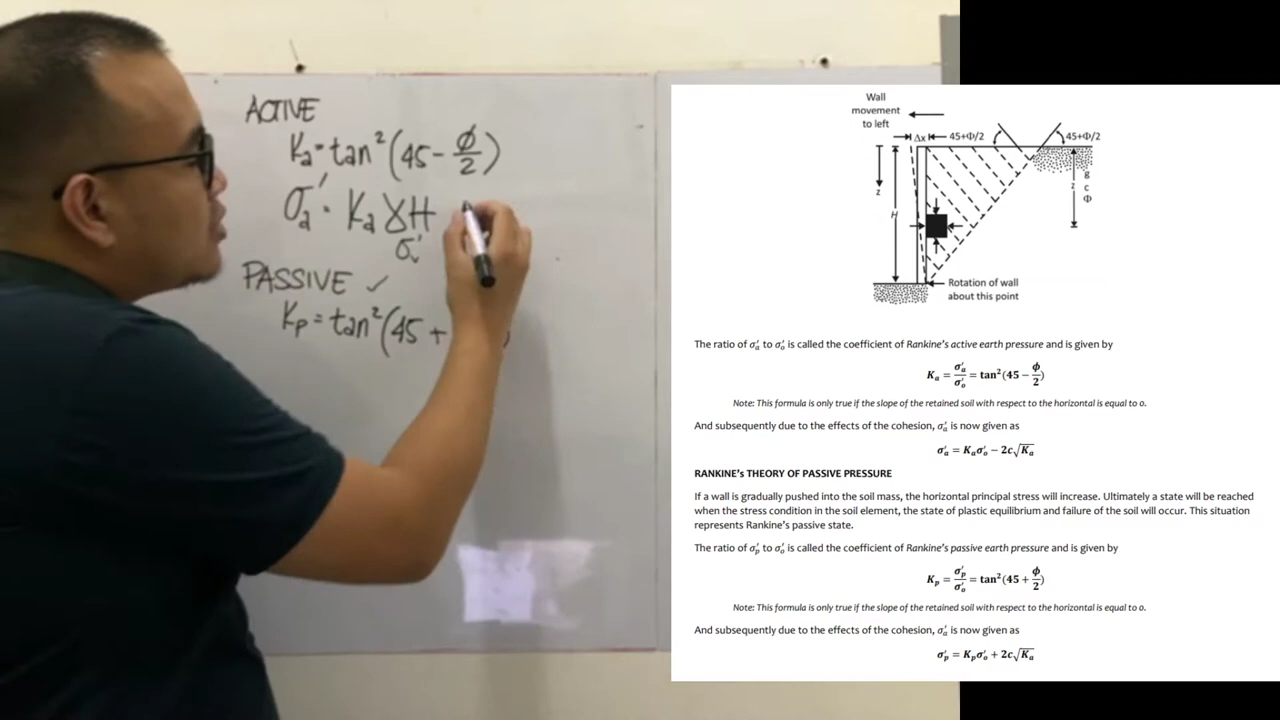 ACTIVE
Ka = tan²(45 - ϕ/2)
σa' = Ka γH
σv'
PASSIVE ✓
Kp = tan²(45 +
Wall
movement
to left
Δx
45+Φ/2
45+Φ/2
z
H
g
z c
Φ
Rotation of wall
about this point
The ratio of σ′a to σ′o is called the coefficient of Rankine's active earth pressure and is given by
Ka = σ′a/σ′o = tan²(45 − ϕ/2)
Note: This formula is only true if the slope of the retained soil with respect to the horizontal is equal to 0.
And subsequently due to the effects of the cohesion, σ′a is now given as
σ′a = Kaσ′o − 2c√Ka
RANKINE's THEORY OF PASSIVE PRESSURE
If a wall is gradually pushed into the soil mass, the horizontal principal stress will increase. Ultimately a state will be reached
when the stress condition in the soil element, the state of plastic equilibrium and failure of the soil will occur. This situation
represents Rankine's passive state.
The ratio of σ′p to σ′o is called the coefficient of Rankine's passive earth pressure and is given by
Kp = σ′p/σ′o = tan²(45 + ϕ/2)
Note: This formula is only true if the slope of the retained soil with respect to the horizontal is equal to 0.
And subsequently due to the effects of the cohesion, σ′a is now given as
σ′p = Kpσ′o + 2c√Ka